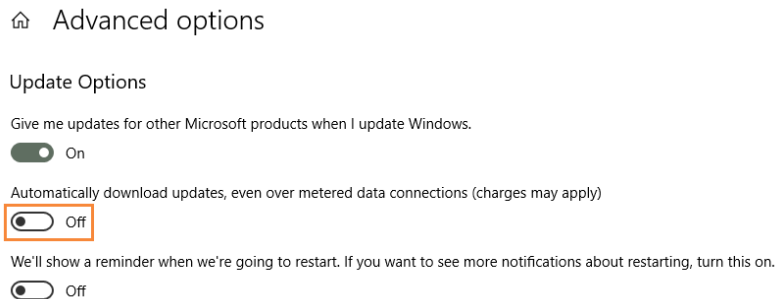 Advanced options
Update Options
Give me updates for other Microsoft products when I update Windows.
On
Automatically download updates, even over metered data connections (charges may apply)
Off
We'll show a reminder when we're going to restart. If you want to see more notifications about restarting, turn this on.
Off